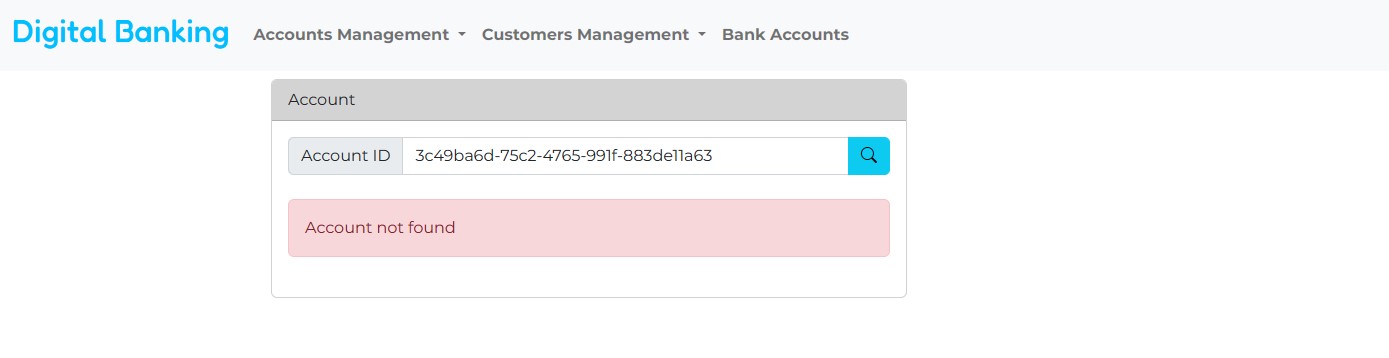 Digital Banking Accounts Management Customers Management Bank Accounts
Account
Account ID 3c49ba6d-75c2-4765-991f-883de11a63
Account not found